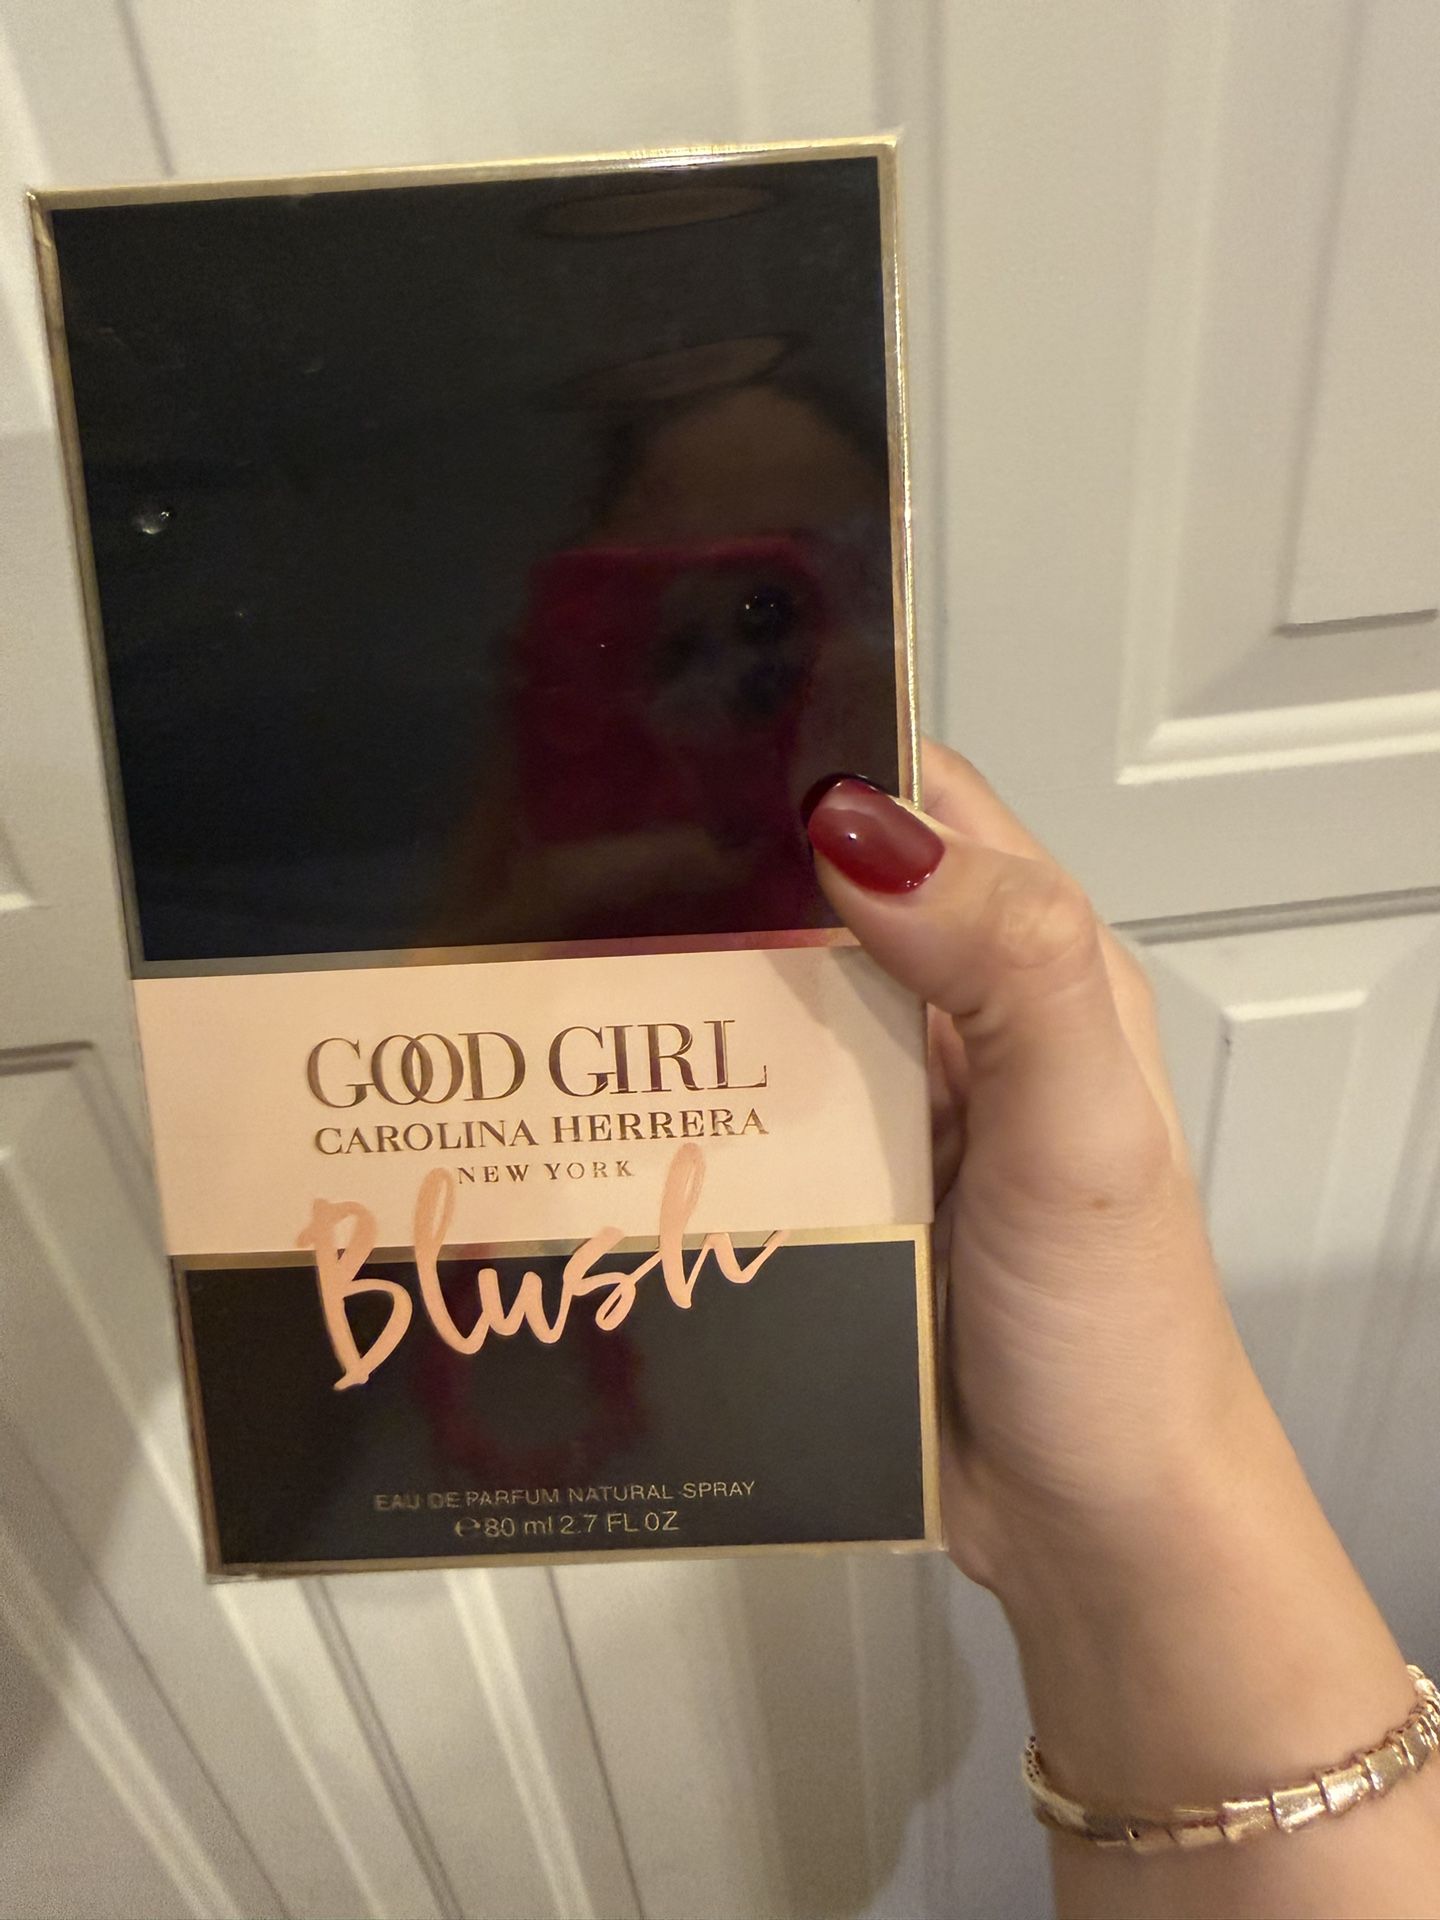 GOOD GIRL
CAROLINA HERRERA
NEW YORK
Blush
EAU DE PARFUM NATURAL SPRAY
℮80 ml 2.7 FL OZ